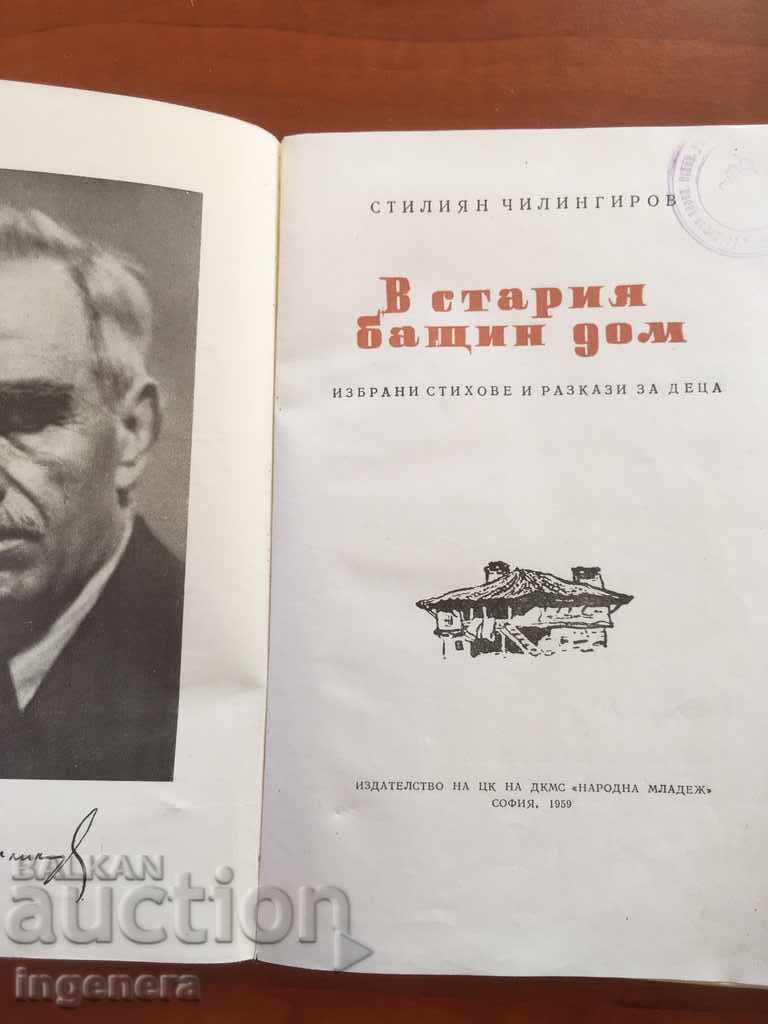 СТИЛИЯН ЧИЛИНГИРОВ
В стария
бащин дом
ИЗБРАНИ СТИХОВЕ И РАЗКАЗИ ЗА ДЕЦА
ИЗДАТЕЛСТВО НА ЦК НА ДКМС «НАРОДНА МЛАДЕЖ»
СОФИЯ, 1959
BALKAN
auction
ingenera